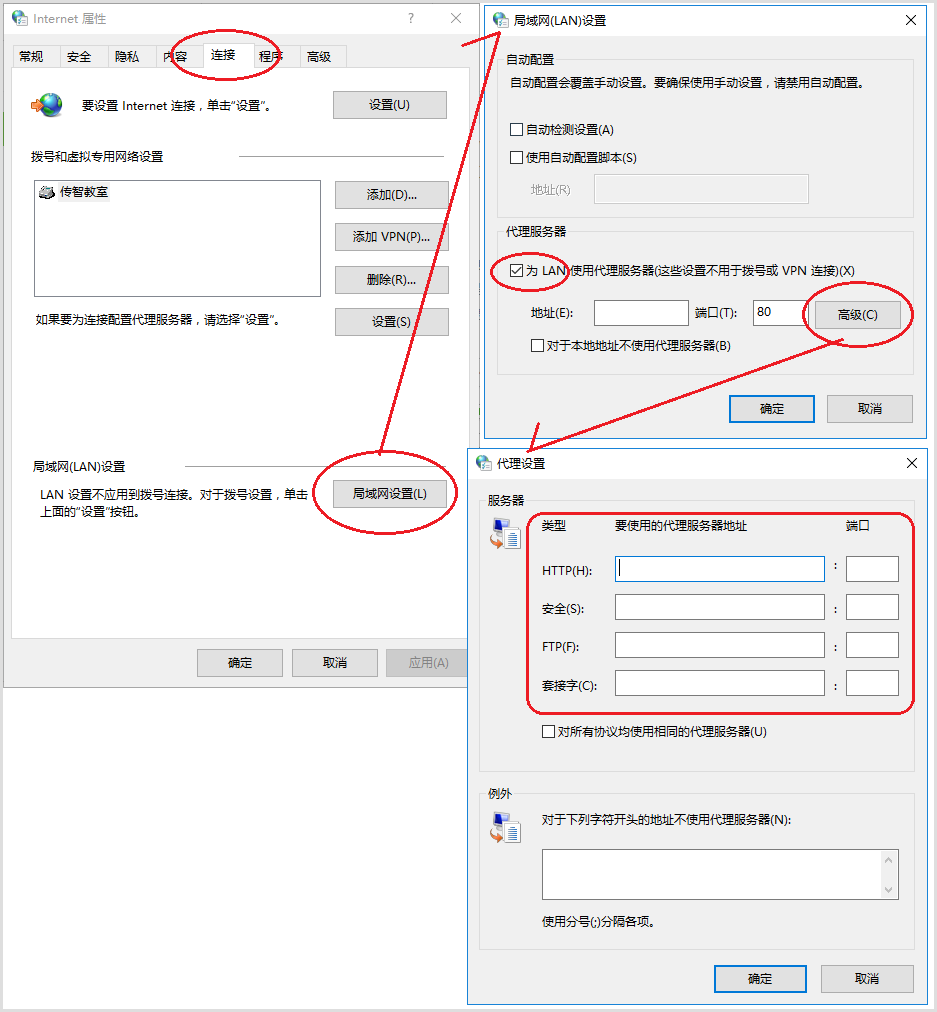 Internet 属性
?
常规 安全 隐私 内容 连接 程序 高级
要设置 Internet 连接，单击“设置”。
设置(U)
拨号和虚拟专用网络设置
传智教室
添加(D)...
添加 VPN(P)...
删除(R)...
设置(S)
如果要为连接配置代理服务器，请选择“设置”。
局域网(LAN)设置
LAN 设置不应用到拨号连接。对于拨号设置，单击
上面的“设置”按钮。
局域网设置(L)
确定 取消 应用(A)
局域网(LAN)设置
自动配置
自动配置会覆盖手动设置。要确保使用手动设置，请禁用自动配置。
自动检测设置(A)
使用自动配置脚本(S)
地址(R)
代理服务器
为 LAN 使用代理服务器(这些设置不用于拨号或 VPN 连接)(X)
地址(E): 端口(T): 80 高级(C)
对于本地地址不使用代理服务器(B)
确定 取消
代理设置
服务器
类型 要使用的代理服务器地址 端口
HTTP(H): :
安全(S): :
FTP(F): :
套接字(C): :
对所有协议均使用相同的代理服务器(U)
例外
对于下列字符开头的地址不使用代理服务器(N):
使用分号(;)分隔各项。
确定 取消